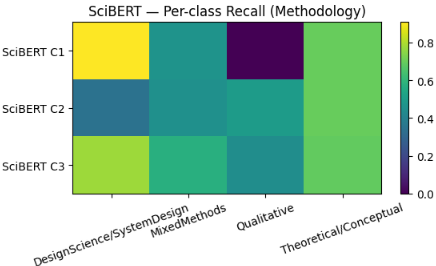 SciBERT — Per-class Recall (Methodology)
SciBERT C1
SciBERT C2
SciBERT C3
DesignScience/SystemDesign
MixedMethods
Qualitative
Theoretical/Conceptual
0.8
0.6
0.4
0.2
0.0